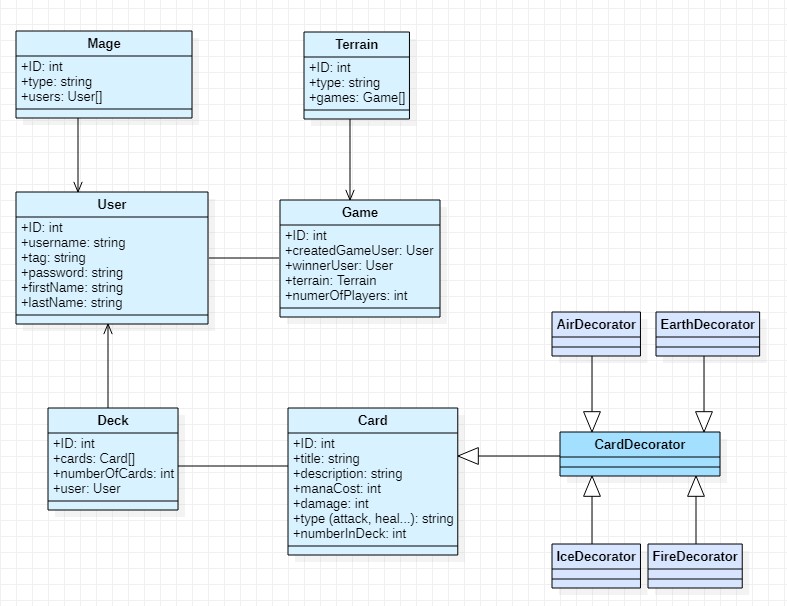 Mage
+ID: int
+type: string
+users: User[]
Terrain
+ID: int
+type: string
+games: Game[]
User
+ID: int
+username: string
+tag: string
+password: string
+firstName: string
+lastName: string
Game
+ID: int
+createdGameUser: User
+winnerUser: User
+terrain: Terrain
+numerOfPlayers: int
AirDecorator
EarthDecorator
Deck
+ID: int
+cards: Card[]
+numberOfCards: int
+user: User
Card
+ID: int
+title: string
+description: string
+manaCost: int
+damage: int
+type (attack, heal...): string
+numberInDeck: int
CardDecorator
IceDecorator
FireDecorator